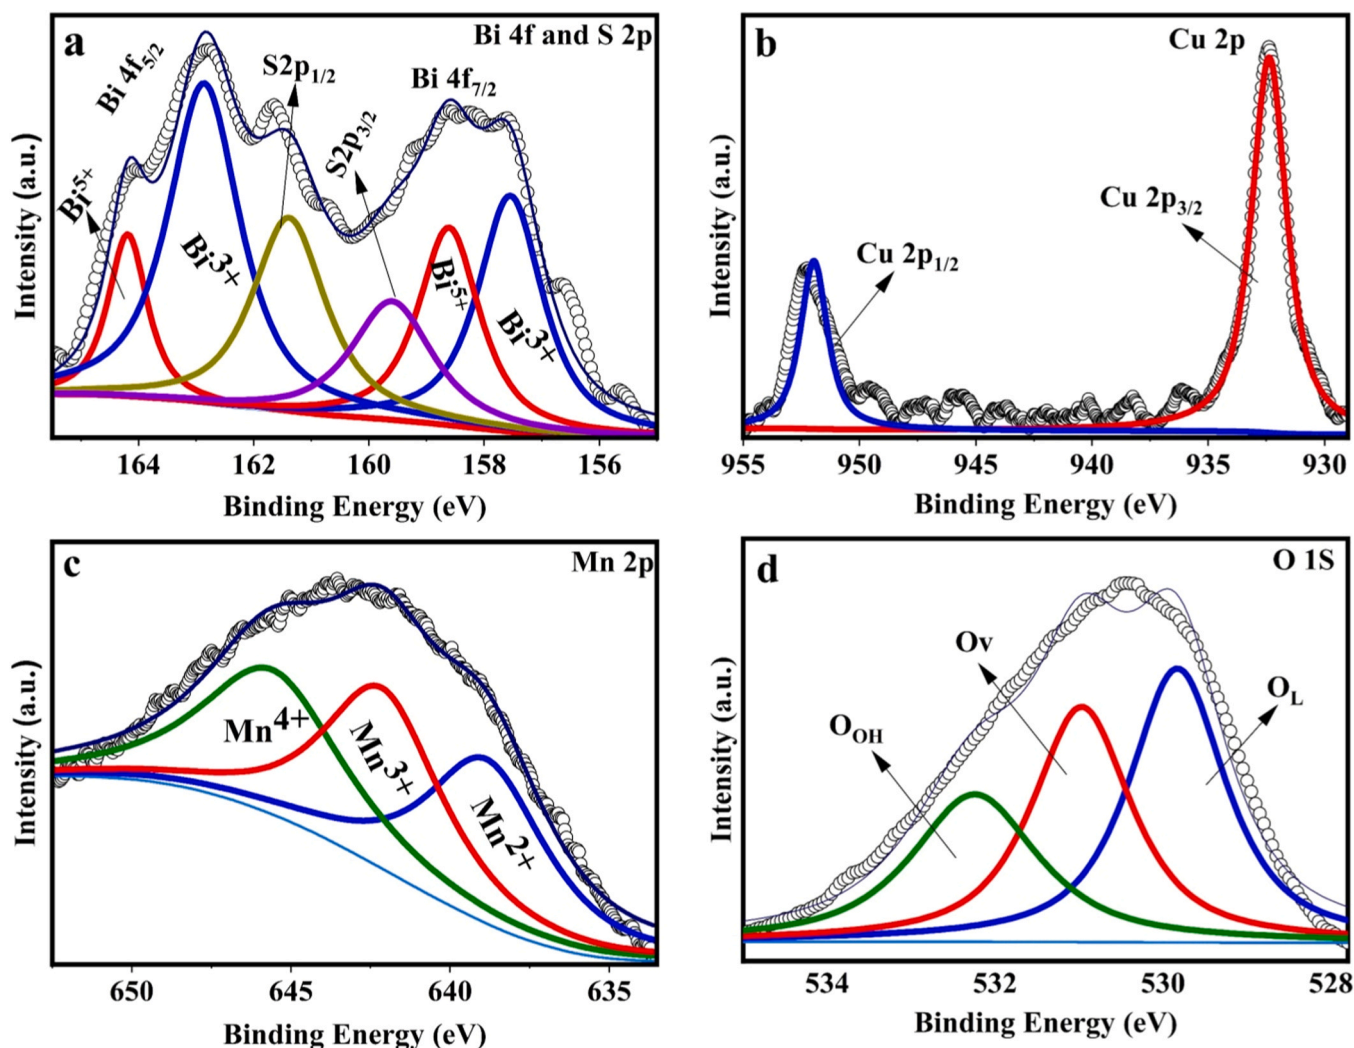 a
Bi 4f and S 2p
Bi 4f5/2
S2p1/2
Bi 4f7/2
S2p3/2
Bi5+
Bi3+
Bi5+
Bi3+
Intensity (a.u.)
164 162 160 158 156
Binding Energy (eV)
b
Cu 2p
Cu 2p3/2
Cu 2p1/2
Intensity (a.u.)
955 950 945 940 935 930
Binding Energy (eV)
c
Mn 2p
Mn4+
Mn3+
Mn2+
Intensity (a.u.)
650 645 640 635
Binding Energy (eV)
d
O 1S
Ov
OL
OOH
Intensity (a.u.)
534 532 530 528
Binding Energy (eV)